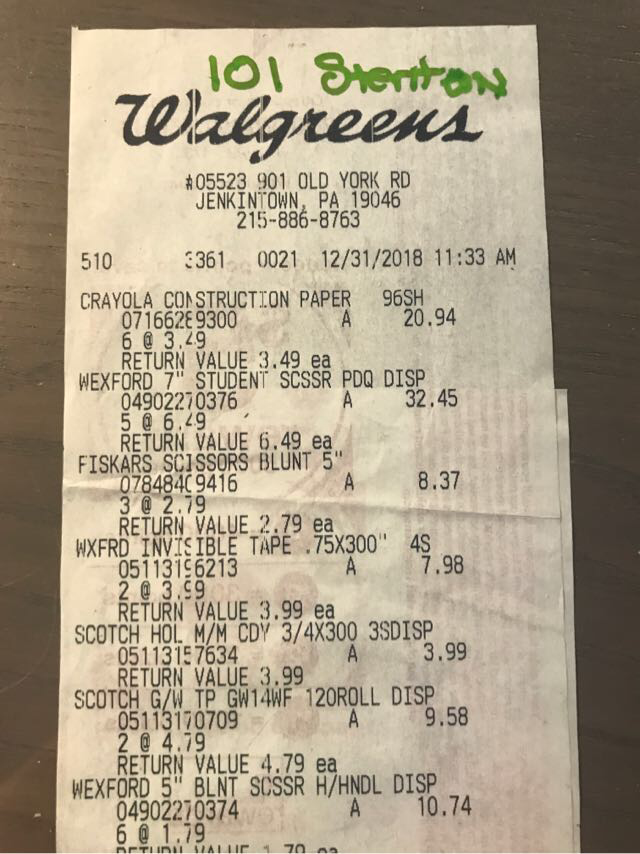 101 Stenton
Walgreens
#05523 901 OLD YORK RD
JENKINTOWN, PA 19046
215-886-8763
510 3361 0021 12/31/2018 11:33 AM
CRAYOLA CONSTRUCTION PAPER 96SH
07166289300 A 20.94
6 @ 3.49
RETURN VALUE 3.49 ea
WEXFORD 7" STUDENT SCSSR PDQ DISP
04902270376 A 32.45
5 @ 6.49
RETURN VALUE 6.49 ea
FISKARS SCISSORS BLUNT 5"
07848409416 A 8.37
3 @ 2.79
RETURN VALUE 2.79 ea
WXFRD INVISIBLE TAPE .75X300" 4S
05113196213 A 7.98
2 @ 3.99
RETURN VALUE 3.99 ea
SCOTCH HOL M/M CDY 3/4X300 3SDISP
05113157634 A 3.99
RETURN VALUE 3.99
SCOTCH G/W TP GW14WF 120ROLL DISP
05113170709 A 9.58
2 @ 4.79
RETURN VALUE 4.79 ea
WEXFORD 5" BLNT SCSSR H/HNDL DISP
04902270374 A 10.74
6 @ 1.79
RETURN VALUE 1.79 ea